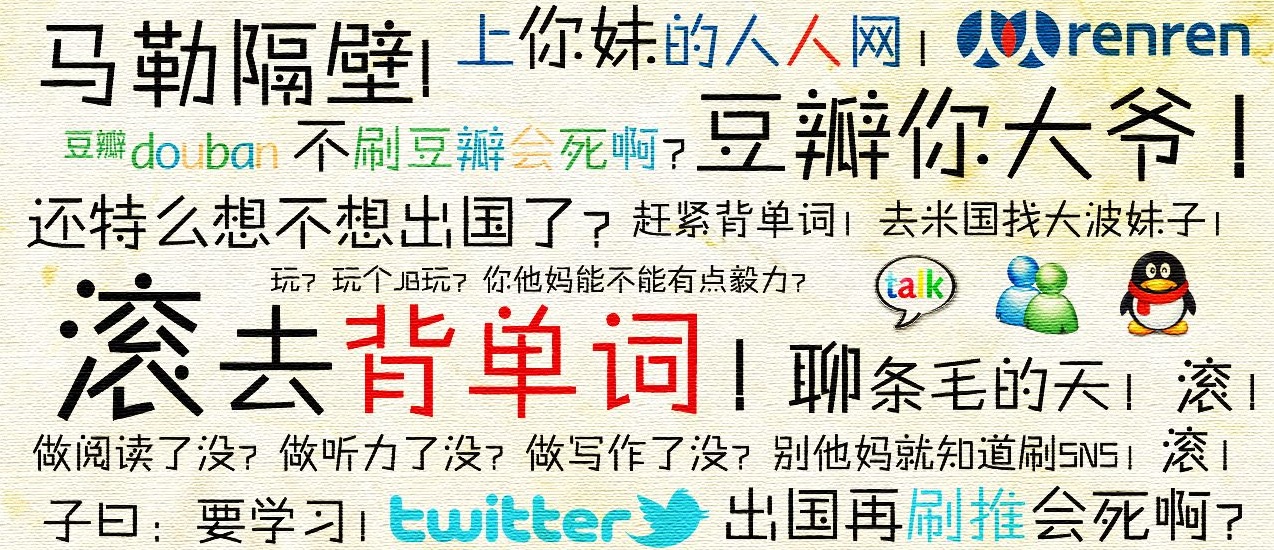 马勒隔壁!
上你妹的人人网! renren
豆瓣douban 不刷豆瓣会死啊? 豆瓣你大爷!
还特么想不想出国了? 赶紧背单词! 去米国找大波妹子!
玩? 玩个JB玩? 你他妈能不能有点毅力? talk
滚去背单词! 聊条毛的天! 滚!
做阅读了没? 做听力了没? 做写作了没? 别他妈就知道刷SNS! 滚!
子曰: 要学习! twitter 出国再刷推会死啊?